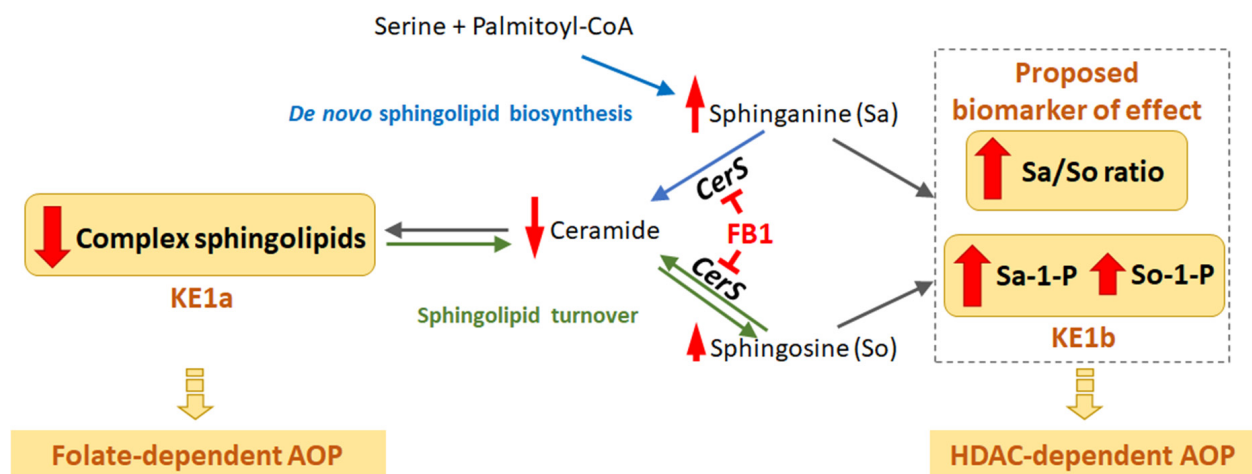 Serine + Palmitoyl-CoA
De novo sphingolipid biosynthesis
Sphinganine (Sa)
Proposed
biomarker of effect
Sa/So ratio
CerS
Complex sphingolipids
Ceramide
FB1
CerS
Sa-1-P So-1-P
KE1a
KE1b
Sphingolipid turnover
Sphingosine (So)
Folate-dependent AOP
HDAC-dependent AOP